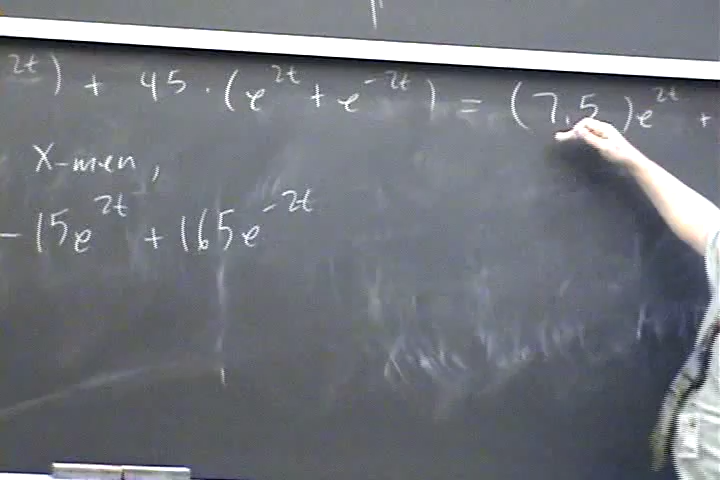 2t) + 45 · (e^2t + e^-2t) = (7.5)e^2t +
X-men,
-15e^2t + 165e^-2t